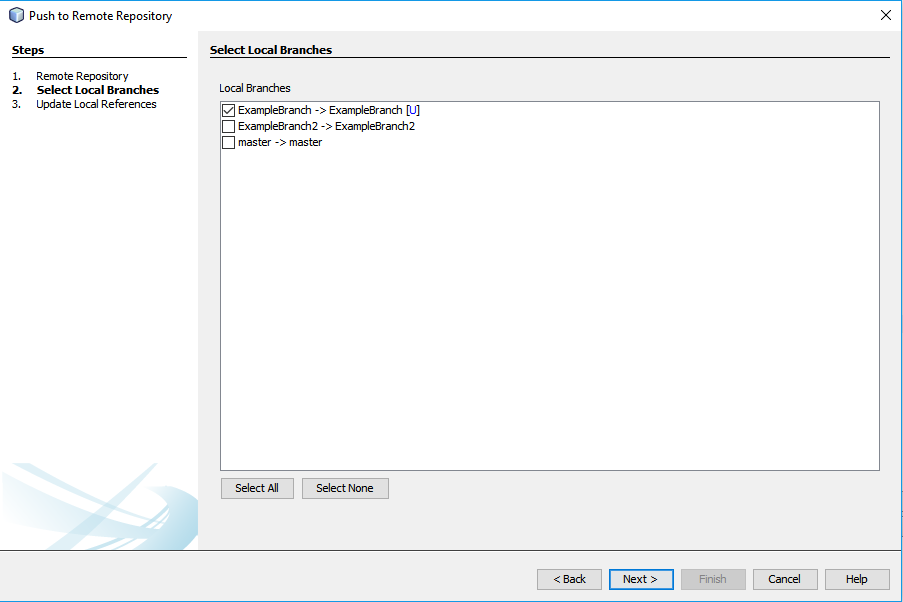 Push to Remote Repository
Steps
1. Remote Repository
2. Select Local Branches
3. Update Local References
Select Local Branches
Local Branches
ExampleBranch -> ExampleBranch [U]
ExampleBranch2 -> ExampleBranch2
master -> master
Select All Select None
< Back Next > Finish Cancel Help